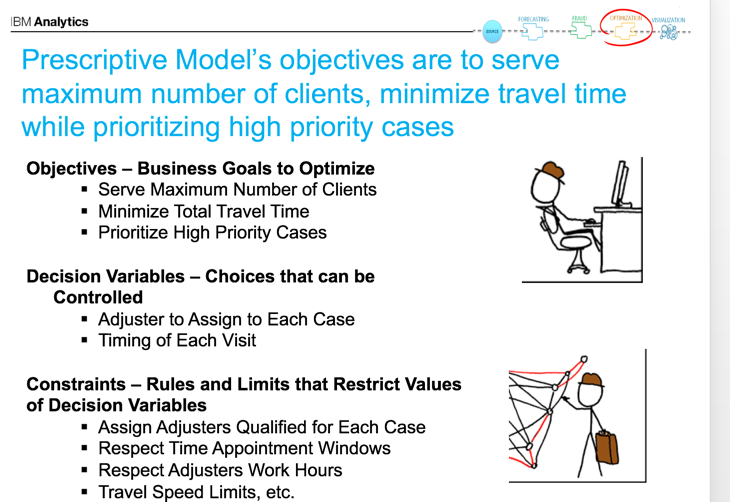 IBM Analytics
SOURCE
FORECASTING
FRAUD
OPTIMIZATION
VISUALIZATION
Prescriptive Model’s objectives are to serve
maximum number of clients, minimize travel time
while prioritizing high priority cases
Objectives – Business Goals to Optimize
▪ Serve Maximum Number of Clients
▪ Minimize Total Travel Time
▪ Prioritize High Priority Cases
Decision Variables – Choices that can be
Controlled
▪ Adjuster to Assign to Each Case
▪ Timing of Each Visit
Constraints – Rules and Limits that Restrict Values
of Decision Variables
▪ Assign Adjusters Qualified for Each Case
▪ Respect Time Appointment Windows
▪ Respect Adjusters Work Hours
▪ Travel Speed Limits, etc.